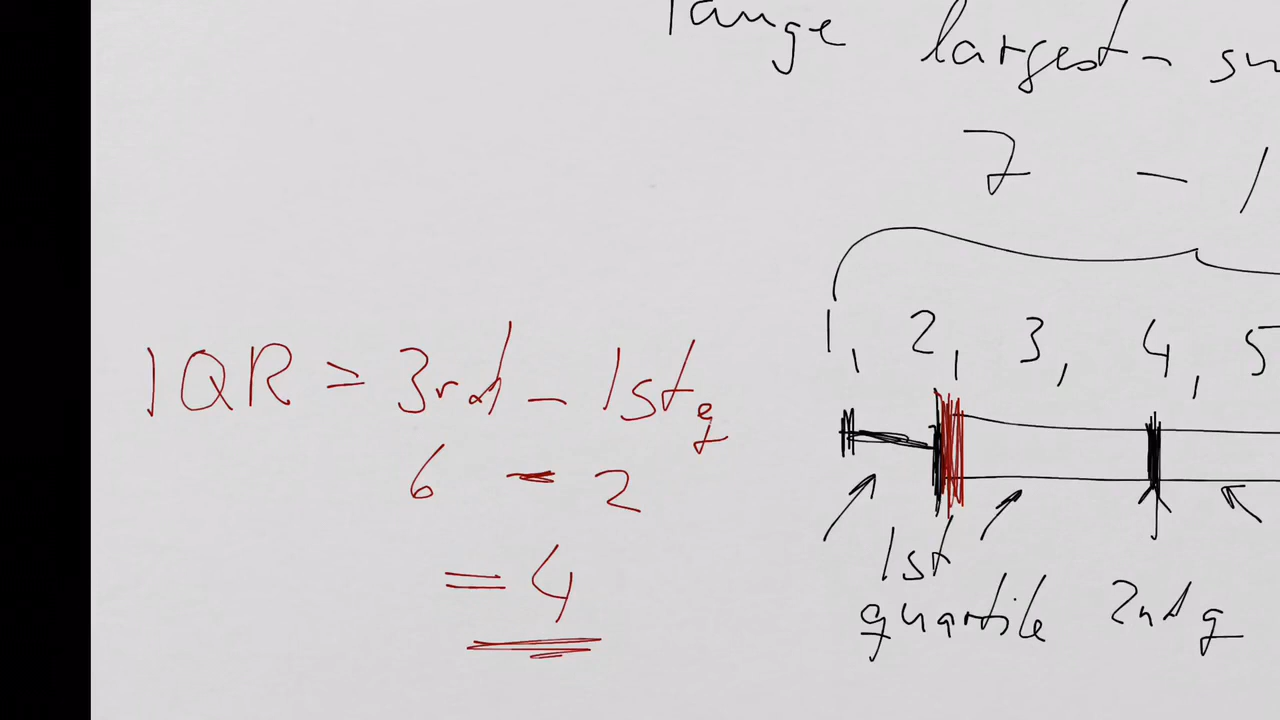 range largest - sm
7 - 1
1, 2, 3, 4, 5
IQR = 3rd - 1st q
6 - 2
= 4
1st
quartile 2nd q